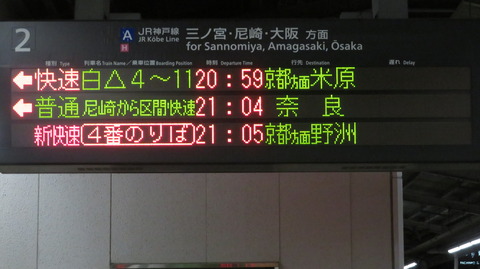 2
A
H
JR神戸線
JR Kōbe Line
三ノ宮・尼崎・大阪 方面
for Sannomiya, Amagasaki, Ōsaka
種別 Type 列車名/乗車位置 Train Name / Boarding Position 時刻 Departure Time 行先 Destination 遅れ Delay
←快速 白△4〜11 20:59 京都方面 米原
←普通 尼崎から区間快速 21:04 奈良
新快速 (4番のりば) 21:05 京都方面 野洲